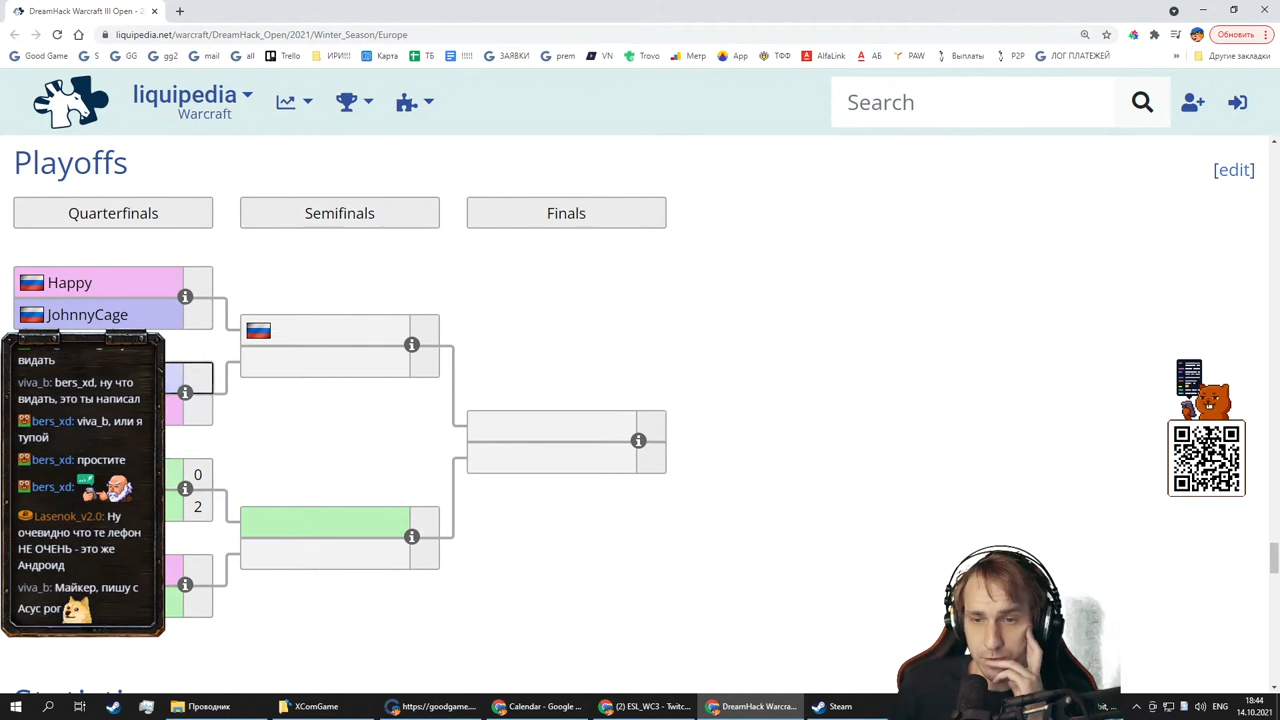 DreamHack Warcraft III Open - 2
liquipedia.net/warcraft/DreamHack_Open/2021/Winter_Season/Europe
Обновить
Good Game
S
GG
gg2
mail
all
Trello
ИРИ!!!
Карта
ТБ
!!!!!
ЗАЯВКИ
prem
VN
Trovo
Метр
App
ТФФ
AlfaLink
АБ
PAW
Выплаты
P2P
ЛОГ ПЛАТЕЖЕЙ
»
Другие закладки
liquipedia
Warcraft
Search
Playoffs
[edit]
Quarterfinals
Semifinals
Finals
Happy
JohnnyCage
видать
viva_b: bers_xd, ну что
видать, это ты написал
bers_xd: viva_b, или я
тупой
bers_xd: простите
bers_xd:
Lasenok_v2.0: Ну
очевидно что те лефон
НЕ ОЧЕНЬ - это же
Андроид
viva_b: Майкер, пишу с
Асус рог
0
2
Проводник
XComGame
https://goodgame....
Calendar - Google ...
(2) ESL_WC3 - Twitc...
DreamHack Warcra...
Steam
18:44
14.10.2021